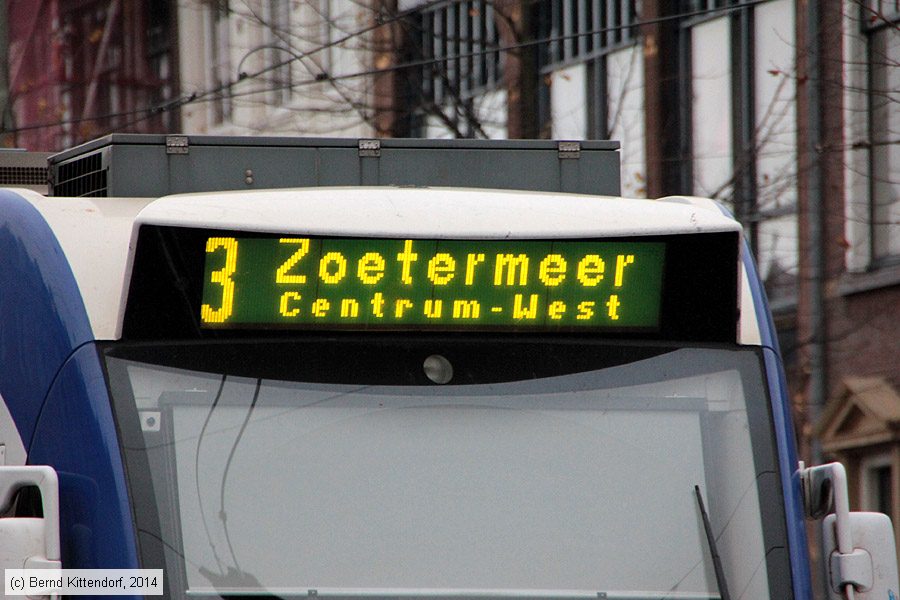 3 Zoetermeer
Centrum-West
(c) Bernd Kittendorf, 2014